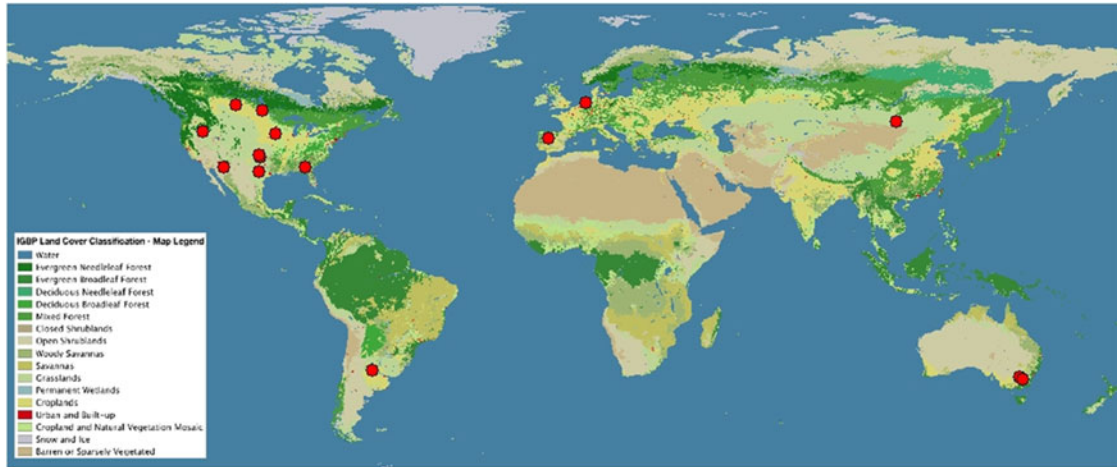 IGBP Land Cover Classification - Map Legend
Water
Evergreen Needleleaf Forest
Evergreen Broadleaf Forest
Deciduous Needleleaf Forest
Deciduous Broadleaf Forest
Mixed Forest
Closed Shrublands
Open Shrublands
Woody Savannas
Savannas
Grasslands
Permanent Wetlands
Croplands
Urban and Built-up
Cropland and Natural Vegetation Mosaic
Snow and Ice
Barren or Sparsely Vegetated